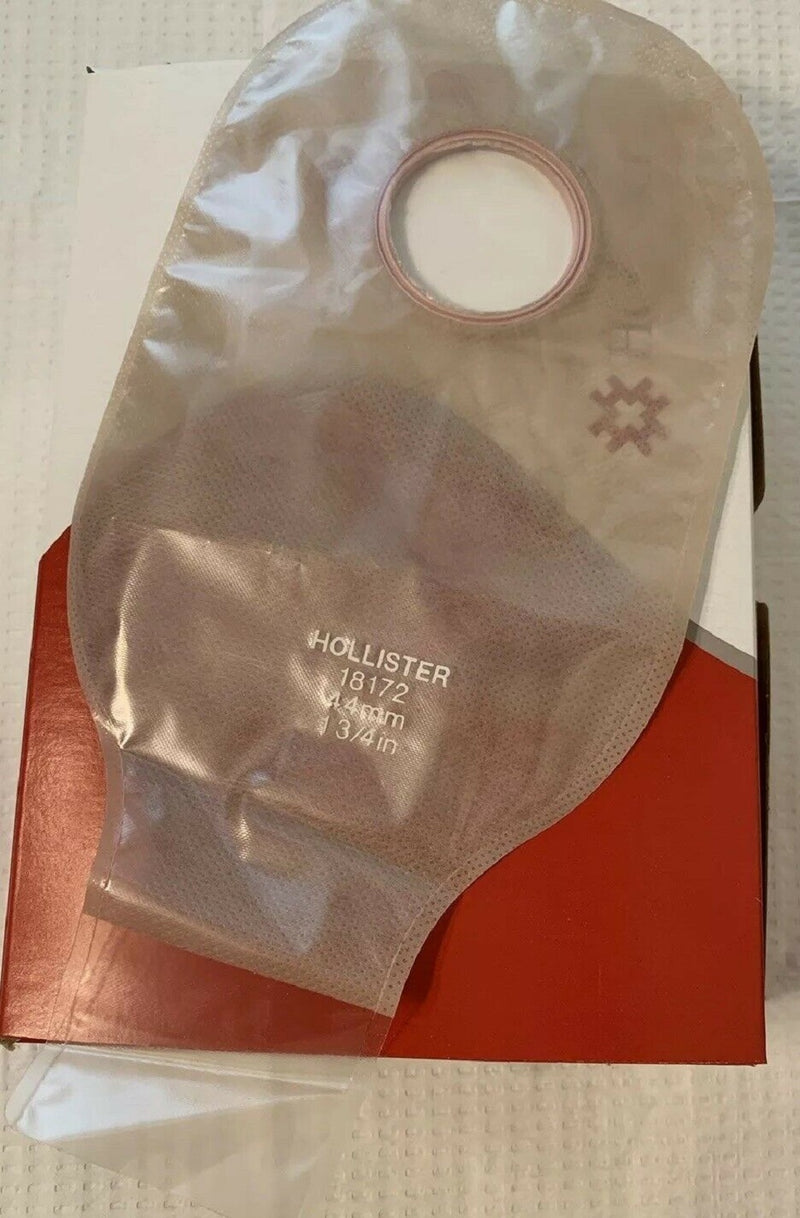 HOLLISTER
18172
44mm
1 3/4in